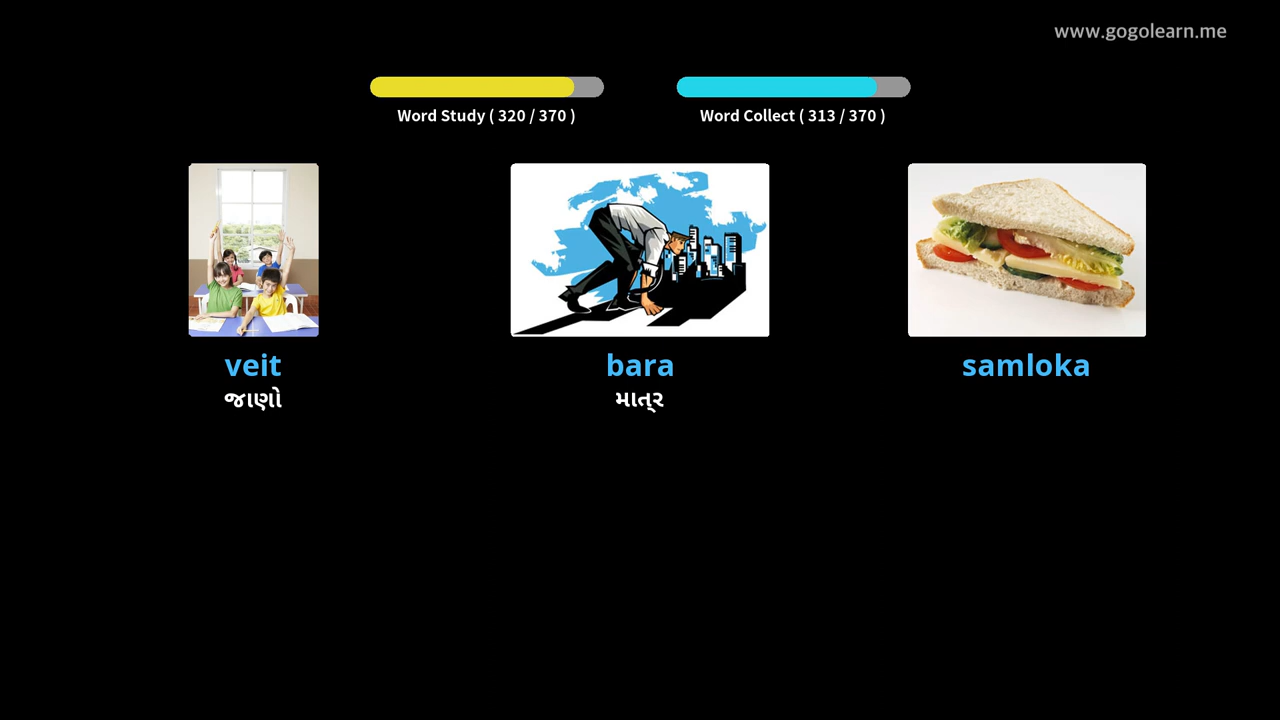 www.gogolearn.me
Word Study ( 320 / 370 )
Word Collect ( 313 / 370 )
veit
bara
samloka
જાણો
માત્ર